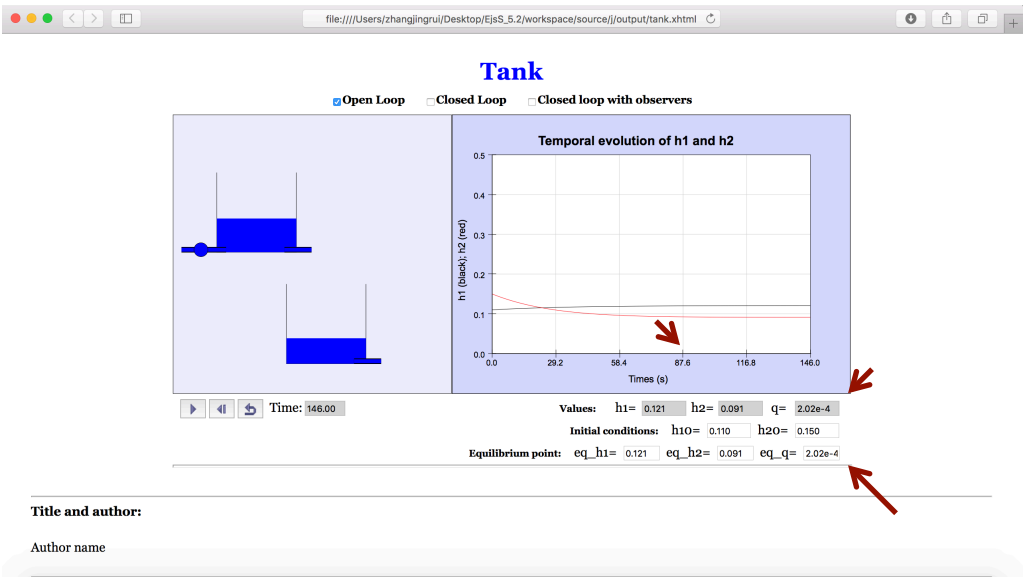 file:////Users/zhangjingrui/Desktop/EjsS_5.2/workspace/source/j/output/tank.xhtml
Tank
Open Loop Closed Loop Closed loop with observers
Temporal evolution of h1 and h2
h1 (black); h2 (red)
0.5
0.4
0.3
0.2
0.1
0.0
0.0 29.2 58.4 87.6 116.8 146.0
Times (s)
Time: 146.00
Values: h1= 0.121 h2= 0.091 q= 2.02e-4
Initial conditions: h10= 0.110 h20= 0.150
Equilibrium point: eq_h1= 0.121 eq_h2= 0.091 eq_q= 2.02e-4
Title and author:
Author name